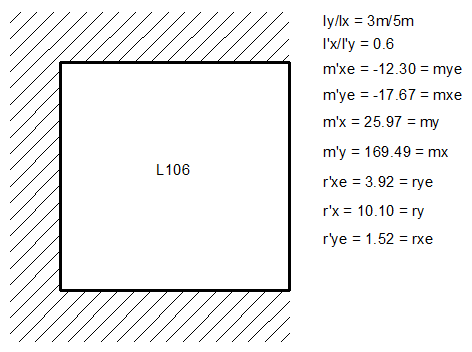 ly/lx = 3m/5m
l'x/l'y = 0.6
m'xe = -12.30 = mye
m'ye = -17.67 = mxe
m'x = 25.97 = my
L106
m'y = 169.49 = mx
r'xe = 3.92 = rye
r'x = 10.10 = ry
r'ye = 1.52 = rxe